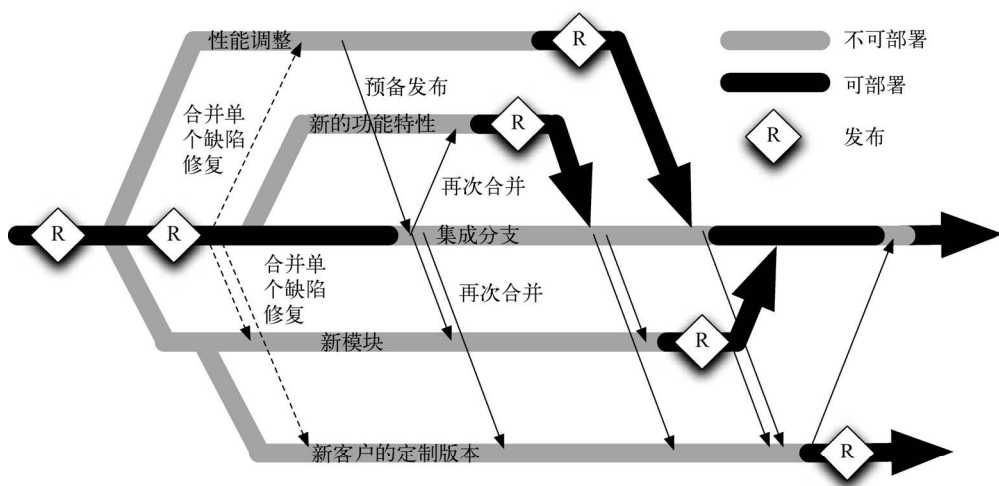 性能调整
R
不可部署
可部署
R
发布
预备发布
合并单
个缺陷
修复
新的功能特性
R
再次合并
R
R
集成分支
合并单
个缺陷
修复
再次合并
新模块
R
新客户的定制版本
R